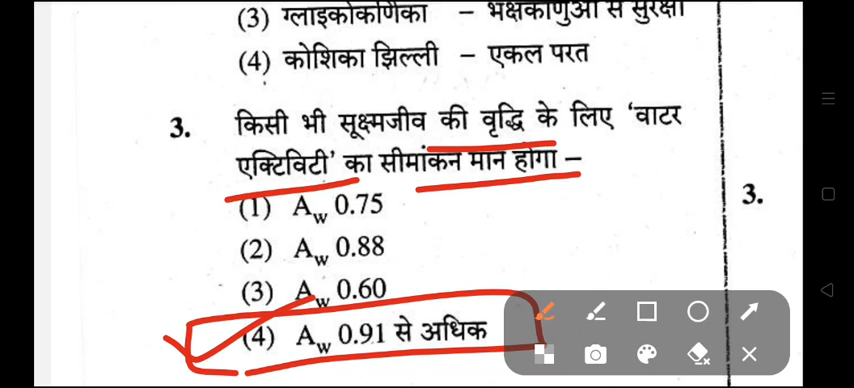 (3) ग्लाइकोकणिका – भक्षकाणुओं से सुरक्षा
(4) कोशिका झिल्ली – एकल परत
3. किसी भी सूक्ष्मजीव की वृद्धि के लिए ‘वाटर
एक्टिविटी’ का सीमांकन मान होगा –
(1) Aw 0.75
(2) Aw 0.88
(3) Aw 0.60
(4) Aw 0.91 से अधिक
3.